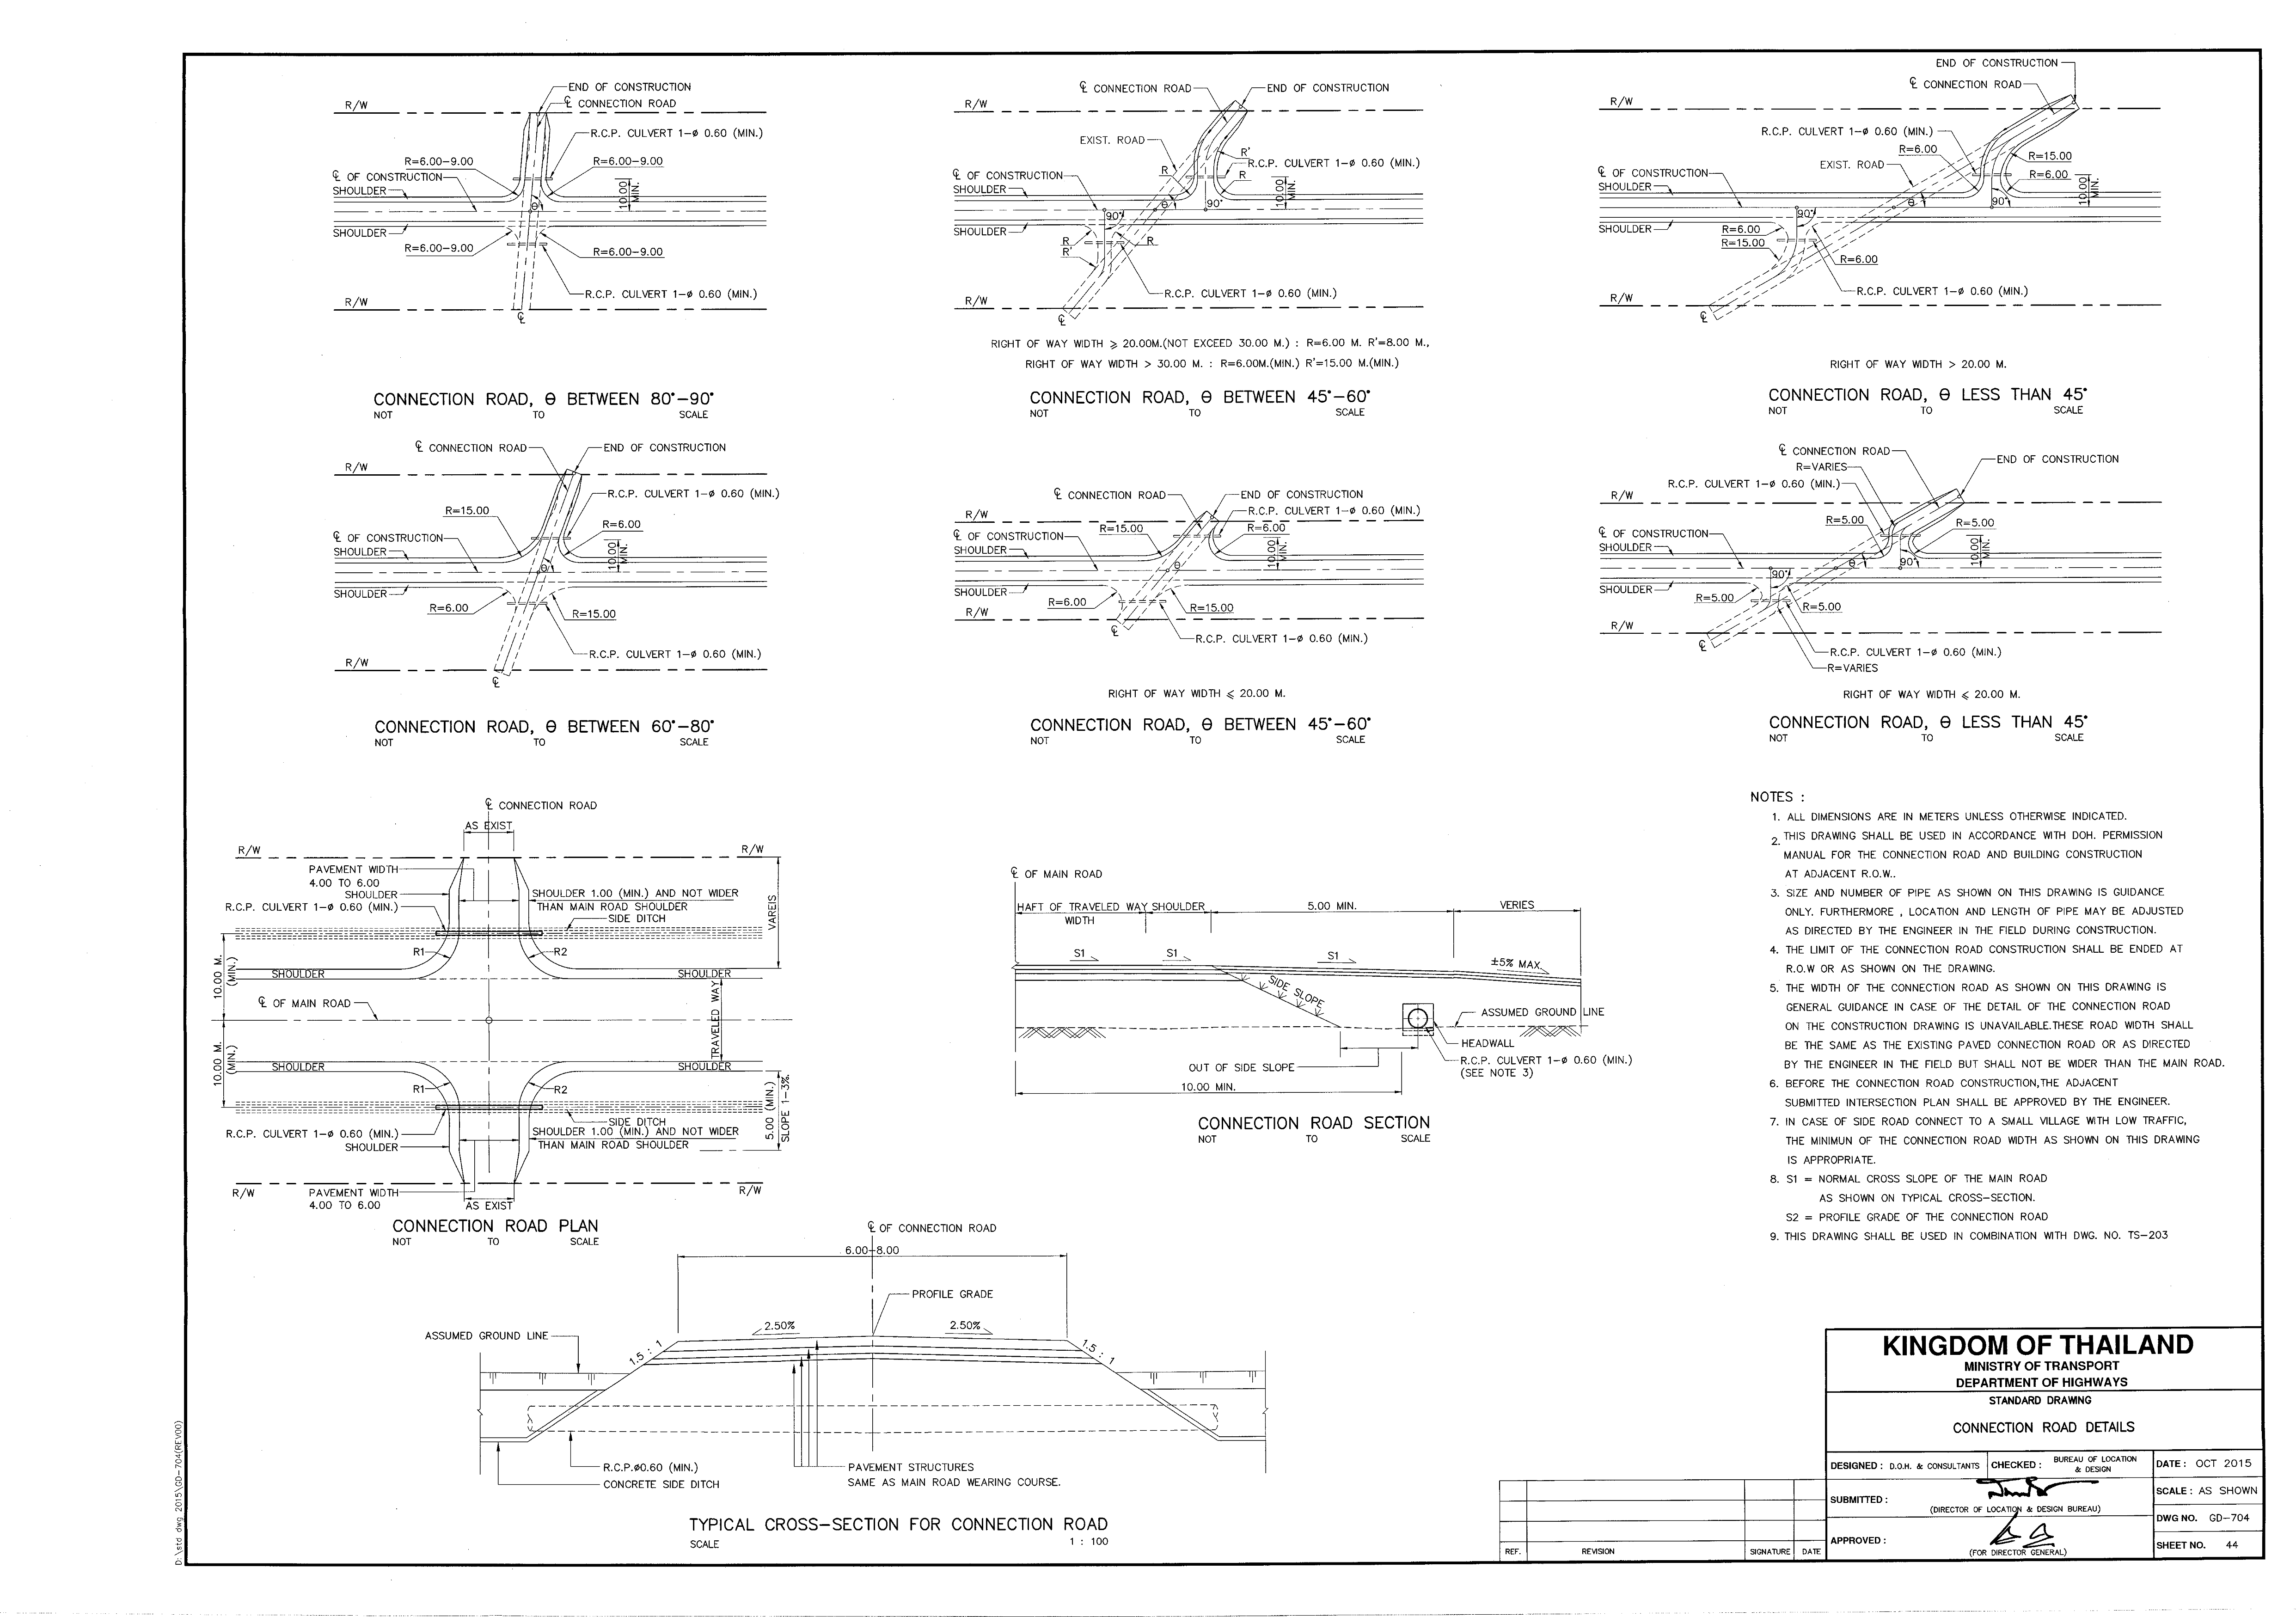 END OF CONSTRUCTION
℄ CONNECTION ROAD
R/W
R.C.P. CULVERT 1-ø 0.60 (MIN.)
R=6.00-9.00
R=6.00-9.00
℄ OF CONSTRUCTION
SHOULDER
10.00
MIN.
θ
SHOULDER
R=6.00-9.00
R=6.00-9.00
R.C.P. CULVERT 1-ø 0.60 (MIN.)
R/W
℄
CONNECTION ROAD, θ BETWEEN 80°-90°
NOT TO SCALE
℄ CONNECTION ROAD
END OF CONSTRUCTION
R/W
EXIST. ROAD
R'
R.C.P. CULVERT 1-ø 0.60 (MIN.)
R
R
℄ OF CONSTRUCTION
SHOULDER
10.00
MIN.
θ
90°
90°
SHOULDER
R
R
R'
R.C.P. CULVERT 1-ø 0.60 (MIN.)
R/W
℄
RIGHT OF WAY WIDTH ⩾ 20.00M.(NOT EXCEED 30.00 M.) : R=6.00 M. R'=8.00 M.,
RIGHT OF WAY WIDTH > 30.00 M. : R=6.00M.(MIN.) R'=15.00 M.(MIN.)
CONNECTION ROAD, θ BETWEEN 45°-60°
NOT TO SCALE
END OF CONSTRUCTION
℄ CONNECTION ROAD
R/W
R.C.P. CULVERT 1-ø 0.60 (MIN.)
R=6.00
R=15.00
EXIST. ROAD
R=6.00
℄ OF CONSTRUCTION
SHOULDER
10.00
MIN.
θ
90°
90°
SHOULDER
R=6.00
R=15.00
R=6.00
R.C.P. CULVERT 1-ø 0.60 (MIN.)
R/W
℄
RIGHT OF WAY WIDTH > 20.00 M.
CONNECTION ROAD, θ LESS THAN 45°
NOT TO SCALE
℄ CONNECTION ROAD
END OF CONSTRUCTION
R/W
R.C.P. CULVERT 1-ø 0.60 (MIN.)
R=15.00
R=6.00
℄ OF CONSTRUCTION
SHOULDER
10.00
MIN.
θ
SHOULDER
R=6.00
R=15.00
R.C.P. CULVERT 1-ø 0.60 (MIN.)
R/W
℄
CONNECTION ROAD, θ BETWEEN 60°-80°
NOT TO SCALE
℄ CONNECTION ROAD
END OF CONSTRUCTION
R.C.P. CULVERT 1-ø 0.60 (MIN.)
R/W
R=15.00
R=6.00
℄ OF CONSTRUCTION
SHOULDER
10.00
MIN.
θ
SHOULDER
R=6.00
R=15.00
R/W
℄
R.C.P. CULVERT 1-ø 0.60 (MIN.)
RIGHT OF WAY WIDTH ⩽ 20.00 M.
CONNECTION ROAD, θ BETWEEN 45°-60°
NOT TO SCALE
℄ CONNECTION ROAD
R=VARIES
END OF CONSTRUCTION
R.C.P. CULVERT 1-ø 0.60 (MIN.)
R/W
R=5.00
R=5.00
℄ OF CONSTRUCTION
SHOULDER
10.00
MIN.
θ
90°
90°
SHOULDER
R=5.00
R=5.00
R/W
℄
R.C.P. CULVERT 1-ø 0.60 (MIN.)
R=VARIES
RIGHT OF WAY WIDTH ⩽ 20.00 M.
CONNECTION ROAD, θ LESS THAN 45°
NOT TO SCALE
℄ CONNECTION ROAD
AS EXIST
R/W
R/W
PAVEMENT WIDTH
4.00 TO 6.00
SHOULDER
R.C.P. CULVERT 1-ø 0.60 (MIN.)
SHOULDER 1.00 (MIN.) AND NOT WIDER
THAN MAIN ROAD SHOULDER
SIDE DITCH
VAREIS
R1
R2
10.00 M.
(MIN.)
SHOULDER
SHOULDER
℄ OF MAIN ROAD
TRAVELED WAY
10.00 M.
(MIN.)
SHOULDER
SHOULDER
R1
R2
5.00 (MIN.)
SLOPE 1-3%.
SIDE DITCH
R.C.P. CULVERT 1-ø 0.60 (MIN.)
SHOULDER
SHOULDER 1.00 (MIN.) AND NOT WIDER
THAN MAIN ROAD SHOULDER
R/W
R/W
PAVEMENT WIDTH
4.00 TO 6.00
AS EXIST
CONNECTION ROAD PLAN
NOT TO SCALE
℄ OF MAIN ROAD
HAFT OF TRAVELED WAY
WIDTH
SHOULDER
5.00 MIN.
VERIES
S1
S1
S1
±5% MAX.
SIDE SLOPE
ASSUMED GROUND LINE
HEADWALL
R.C.P. CULVERT 1-ø 0.60 (MIN.)
(SEE NOTE 3)
OUT OF SIDE SLOPE
10.00 MIN.
CONNECTION ROAD SECTION
NOT TO SCALE
℄ OF CONNECTION ROAD
6.00-8.00
PROFILE GRADE
2.50%
2.50%
ASSUMED GROUND LINE
1.5 : 1
1.5 : 1
R.C.P.ø0.60 (MIN.)
CONCRETE SIDE DITCH
PAVEMENT STRUCTURES
SAME AS MAIN ROAD WEARING COURSE.
TYPICAL CROSS-SECTION FOR CONNECTION ROAD
SCALE 1 : 100
NOTES :
1. ALL DIMENSIONS ARE IN METERS UNLESS OTHERWISE INDICATED.
2. THIS DRAWING SHALL BE USED IN ACCORDANCE WITH DOH. PERMISSION
MANUAL FOR THE CONNECTION ROAD AND BUILDING CONSTRUCTION
AT ADJACENT R.O.W..
3. SIZE AND NUMBER OF PIPE AS SHOWN ON THIS DRAWING IS GUIDANCE
ONLY. FURTHERMORE , LOCATION AND LENGTH OF PIPE MAY BE ADJUSTED
AS DIRECTED BY THE ENGINEER IN THE FIELD DURING CONSTRUCTION.
4. THE LIMIT OF THE CONNECTION ROAD CONSTRUCTION SHALL BE ENDED AT
R.O.W OR AS SHOWN ON THE DRAWING.
5. THE WIDTH OF THE CONNECTION ROAD AS SHOWN ON THIS DRAWING IS
GENERAL GUIDANCE IN CASE OF THE DETAIL OF THE CONNECTION ROAD
ON THE CONSTRUCTION DRAWING IS UNAVAILABLE.THESE ROAD WIDTH SHALL
BE THE SAME AS THE EXISTING PAVED CONNECTION ROAD OR AS DIRECTED
BY THE ENGINEER IN THE FIELD BUT SHALL NOT BE WIDER THAN THE MAIN ROAD.
6. BEFORE THE CONNECTION ROAD CONSTRUCTION,THE ADJACENT
SUBMITTED INTERSECTION PLAN SHALL BE APPROVED BY THE ENGINEER.
7. IN CASE OF SIDE ROAD CONNECT TO A SMALL VILLAGE WITH LOW TRAFFIC,
THE MINIMUN OF THE CONNECTION ROAD WIDTH AS SHOWN ON THIS DRAWING
IS APPROPRIATE.
8. S1 = NORMAL CROSS SLOPE OF THE MAIN ROAD
AS SHOWN ON TYPICAL CROSS-SECTION.
S2 = PROFILE GRADE OF THE CONNECTION ROAD
9. THIS DRAWING SHALL BE USED IN COMBINATION WITH DWG. NO. TS-203
KINGDOM OF THAILAND
MINISTRY OF TRANSPORT
DEPARTMENT OF HIGHWAYS
STANDARD DRAWING
CONNECTION ROAD DETAILS
DESIGNED : D.O.H. & CONSULTANTS
CHECKED : BUREAU OF LOCATION
& DESIGN
DATE : OCT 2015
SUBMITTED :
(DIRECTOR OF LOCATION & DESIGN BUREAU)
SCALE : AS SHOWN
DWG NO. GD-704
APPROVED :
(FOR DIRECTOR GENERAL)
SHEET NO. 44
REF. REVISION SIGNATURE DATE
D:\std dwg 2015\GD-704(REV00)